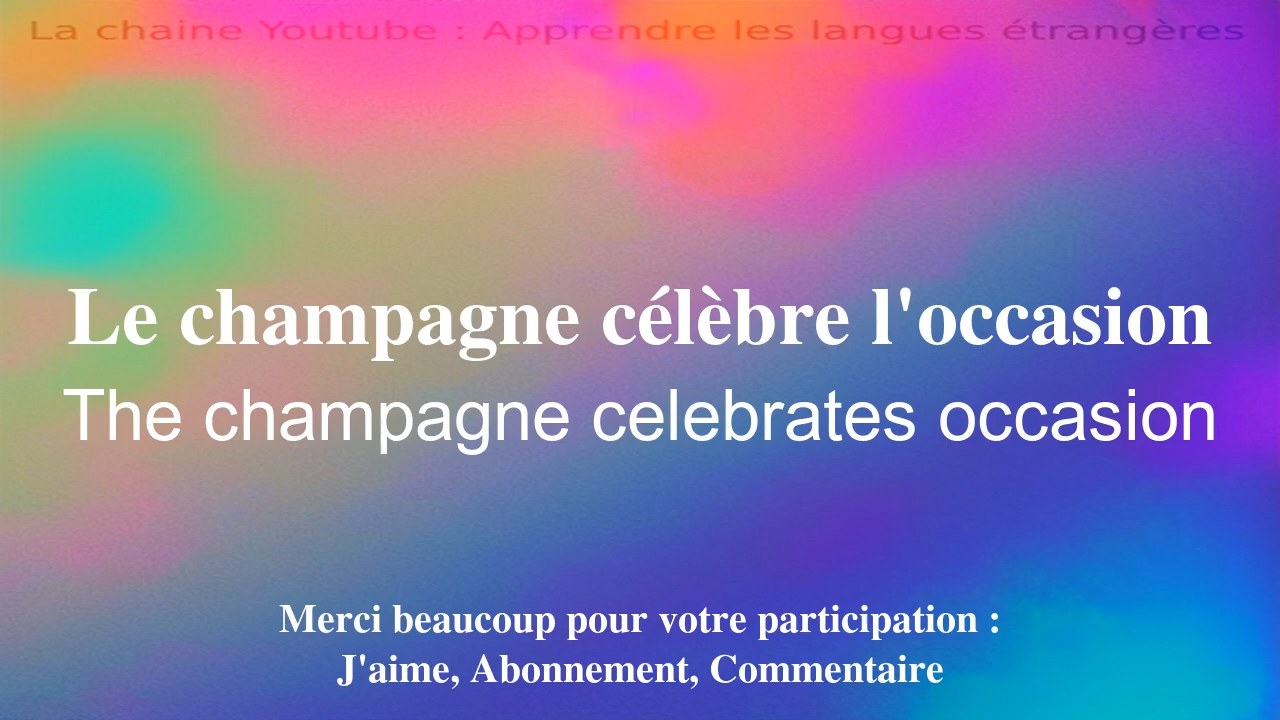 La chaine Youtube : Apprendre les langues étrangères
Le champagne célèbre l'occasion
The champagne celebrates occasion
Merci beaucoup pour votre participation :
J'aime, Abonnement, Commentaire